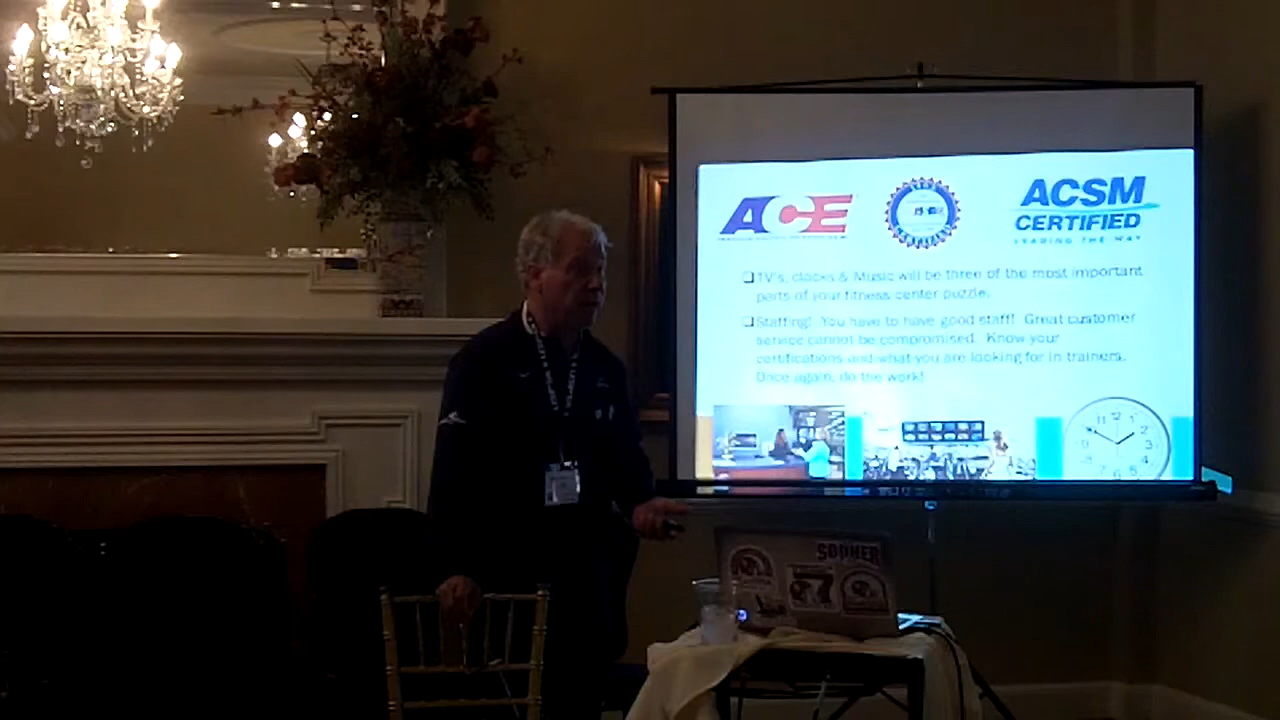 ACE
ACSM
CERTIFIED
LEADING THE WAY
❑TV's, clocks & Music will be three of the most important
parts of your fitness center puzzle.
❑Staffing! You have to have good staff! Great customer
service cannot be compromised. Know your
certifications and what you are looking for in trainers.
Once again, do the work!
SOONER